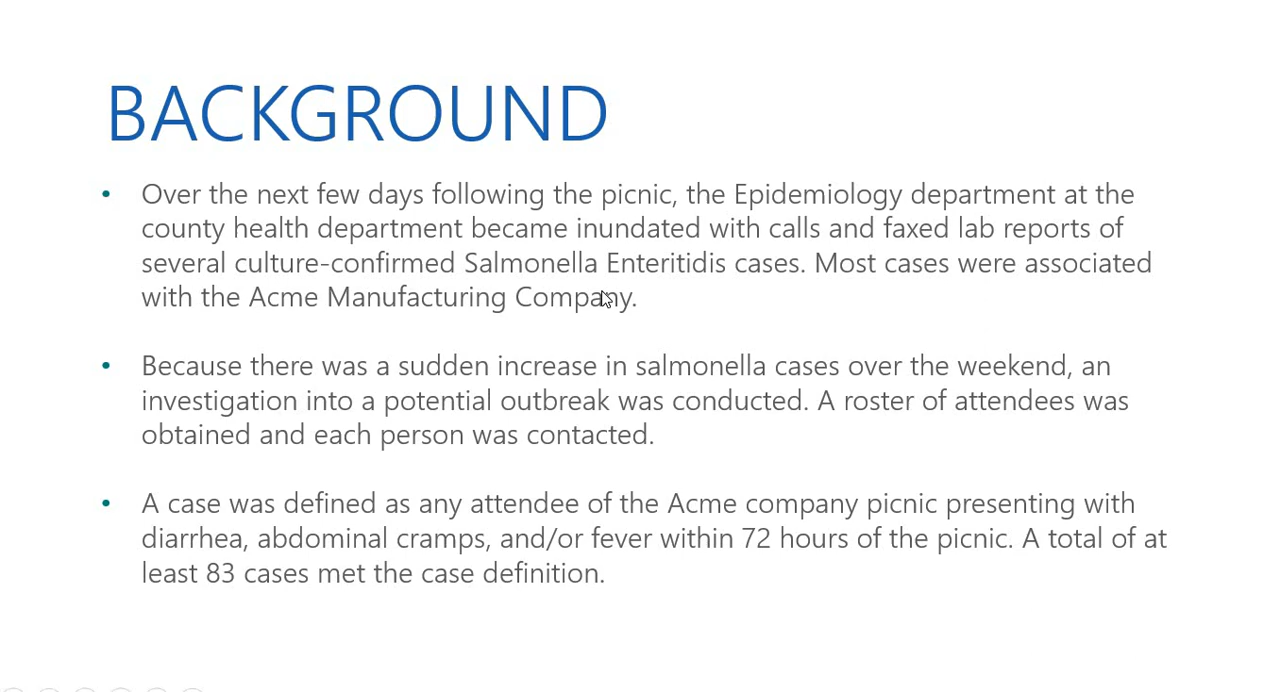 BACKGROUND
• Over the next few days following the picnic, the Epidemiology department at the
county health department became inundated with calls and faxed lab reports of
several culture-confirmed Salmonella Enteritidis cases. Most cases were associated
with the Acme Manufacturing Company.
• Because there was a sudden increase in salmonella cases over the weekend, an
investigation into a potential outbreak was conducted. A roster of attendees was
obtained and each person was contacted.
• A case was defined as any attendee of the Acme company picnic presenting with
diarrhea, abdominal cramps, and/or fever within 72 hours of the picnic. A total of at
least 83 cases met the case definition.